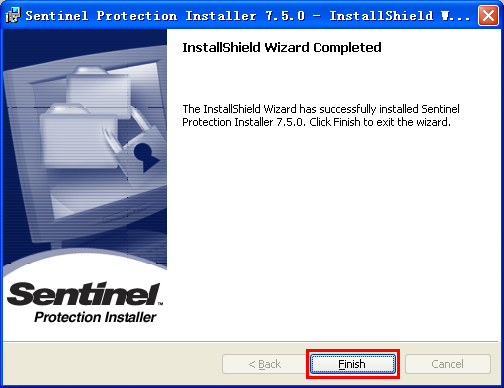 Sentinel Protection Installer 7.5.0 - InstallShield W...
InstallShield Wizard Completed
The InstallShield Wizard has successfully installed Sentinel
Protection Installer 7.5.0. Click Finish to exit the wizard.
Sentinel™
Protection Installer
< Back
Finish
Cancel